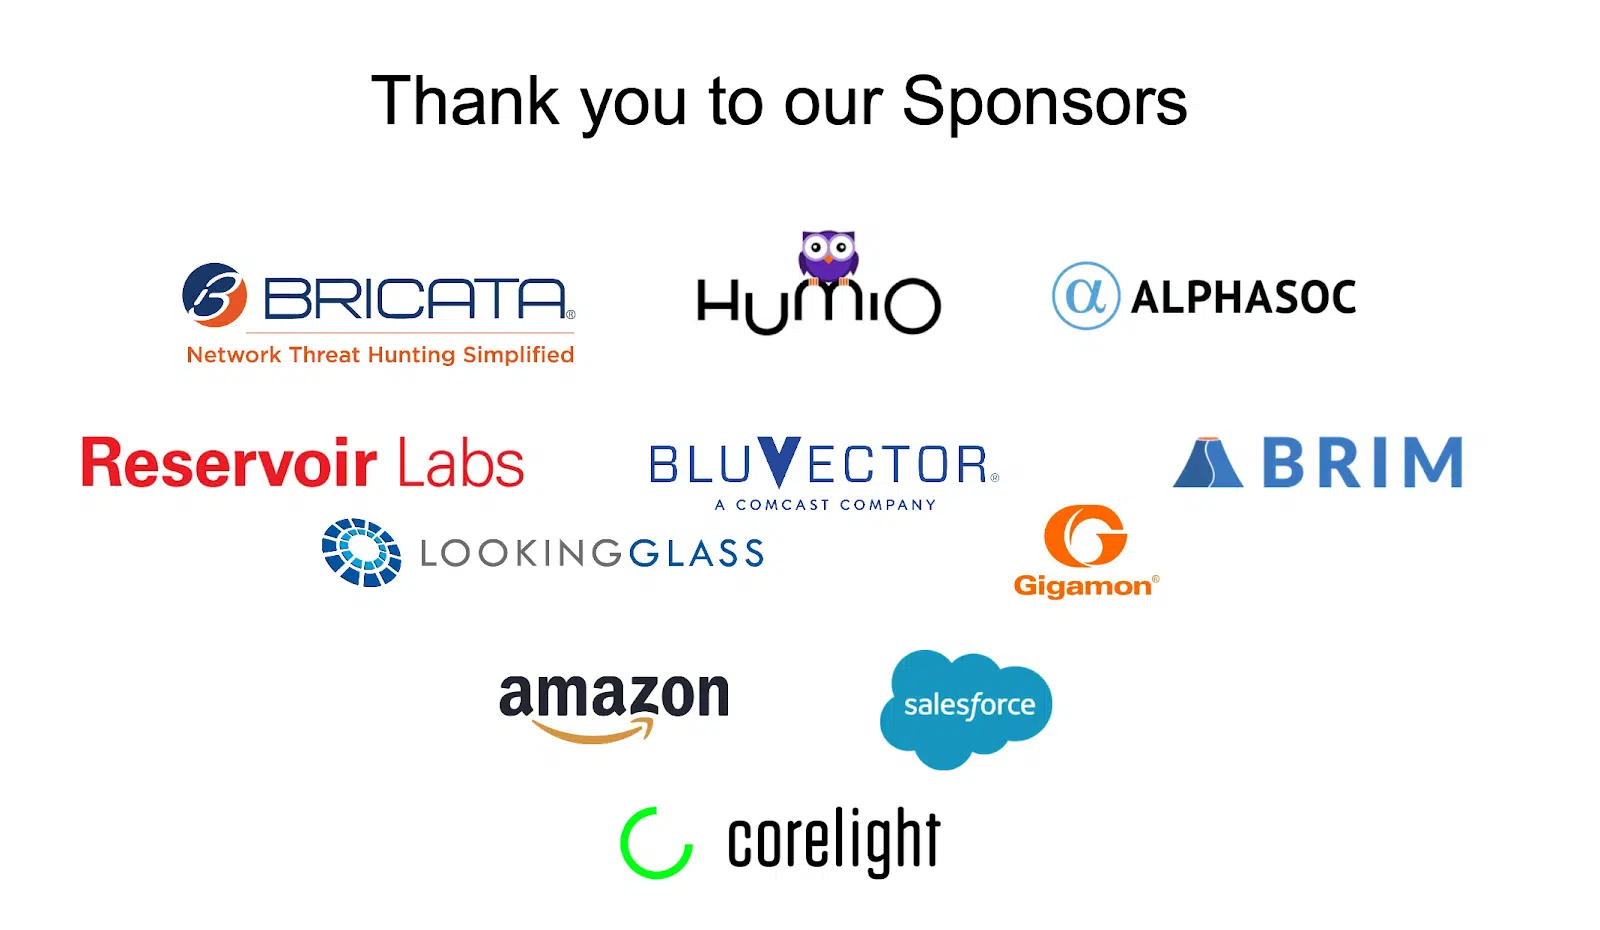 Thank you to our Sponsors
BRICATA®
Network Threat Hunting Simplified
HuMiO
α ALPHASOC
Reservoir Labs
BLUVECTOR®
A COMCAST COMPANY
BRIM
LOOKINGGLASS
Gigamon®
amazon
salesforce
corelight